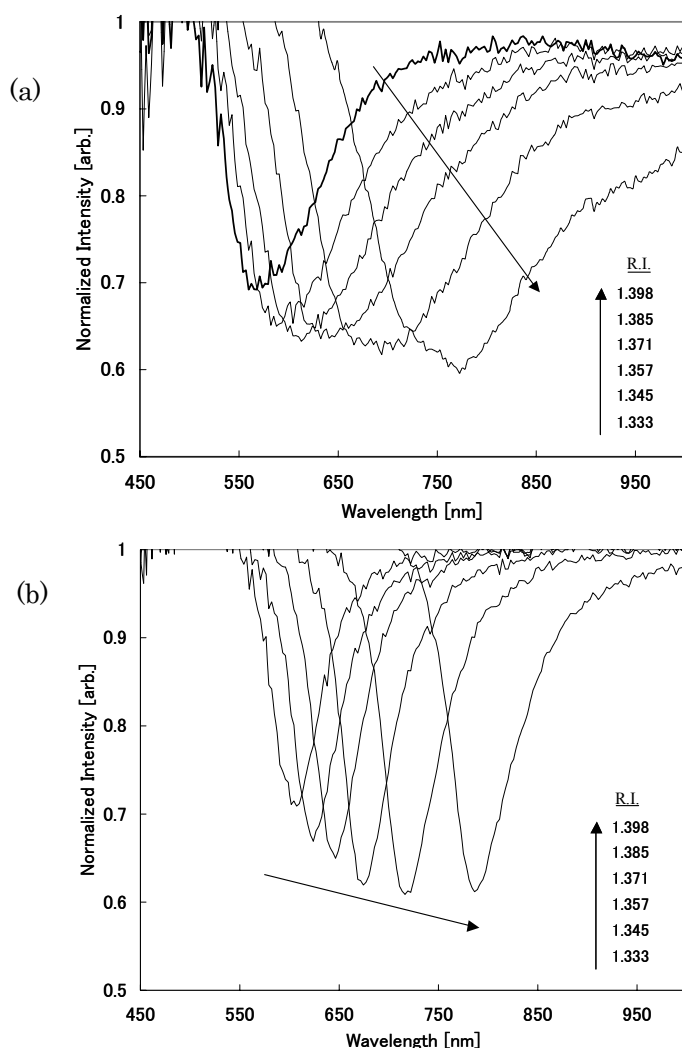 (a)
Normalized Intensity [arb.]
1
0.9
0.8
0.7
0.6
0.5
450 550 650 750 850 950
Wavelength [nm]
R.I.
1.398
1.385
1.371
1.357
1.345
1.333
(b)
Normalized Intensity [arb.]
1
0.9
0.8
0.7
0.6
0.5
450 550 650 750 850 950
Wavelength [nm]
R.I.
1.398
1.385
1.371
1.357
1.345
1.333